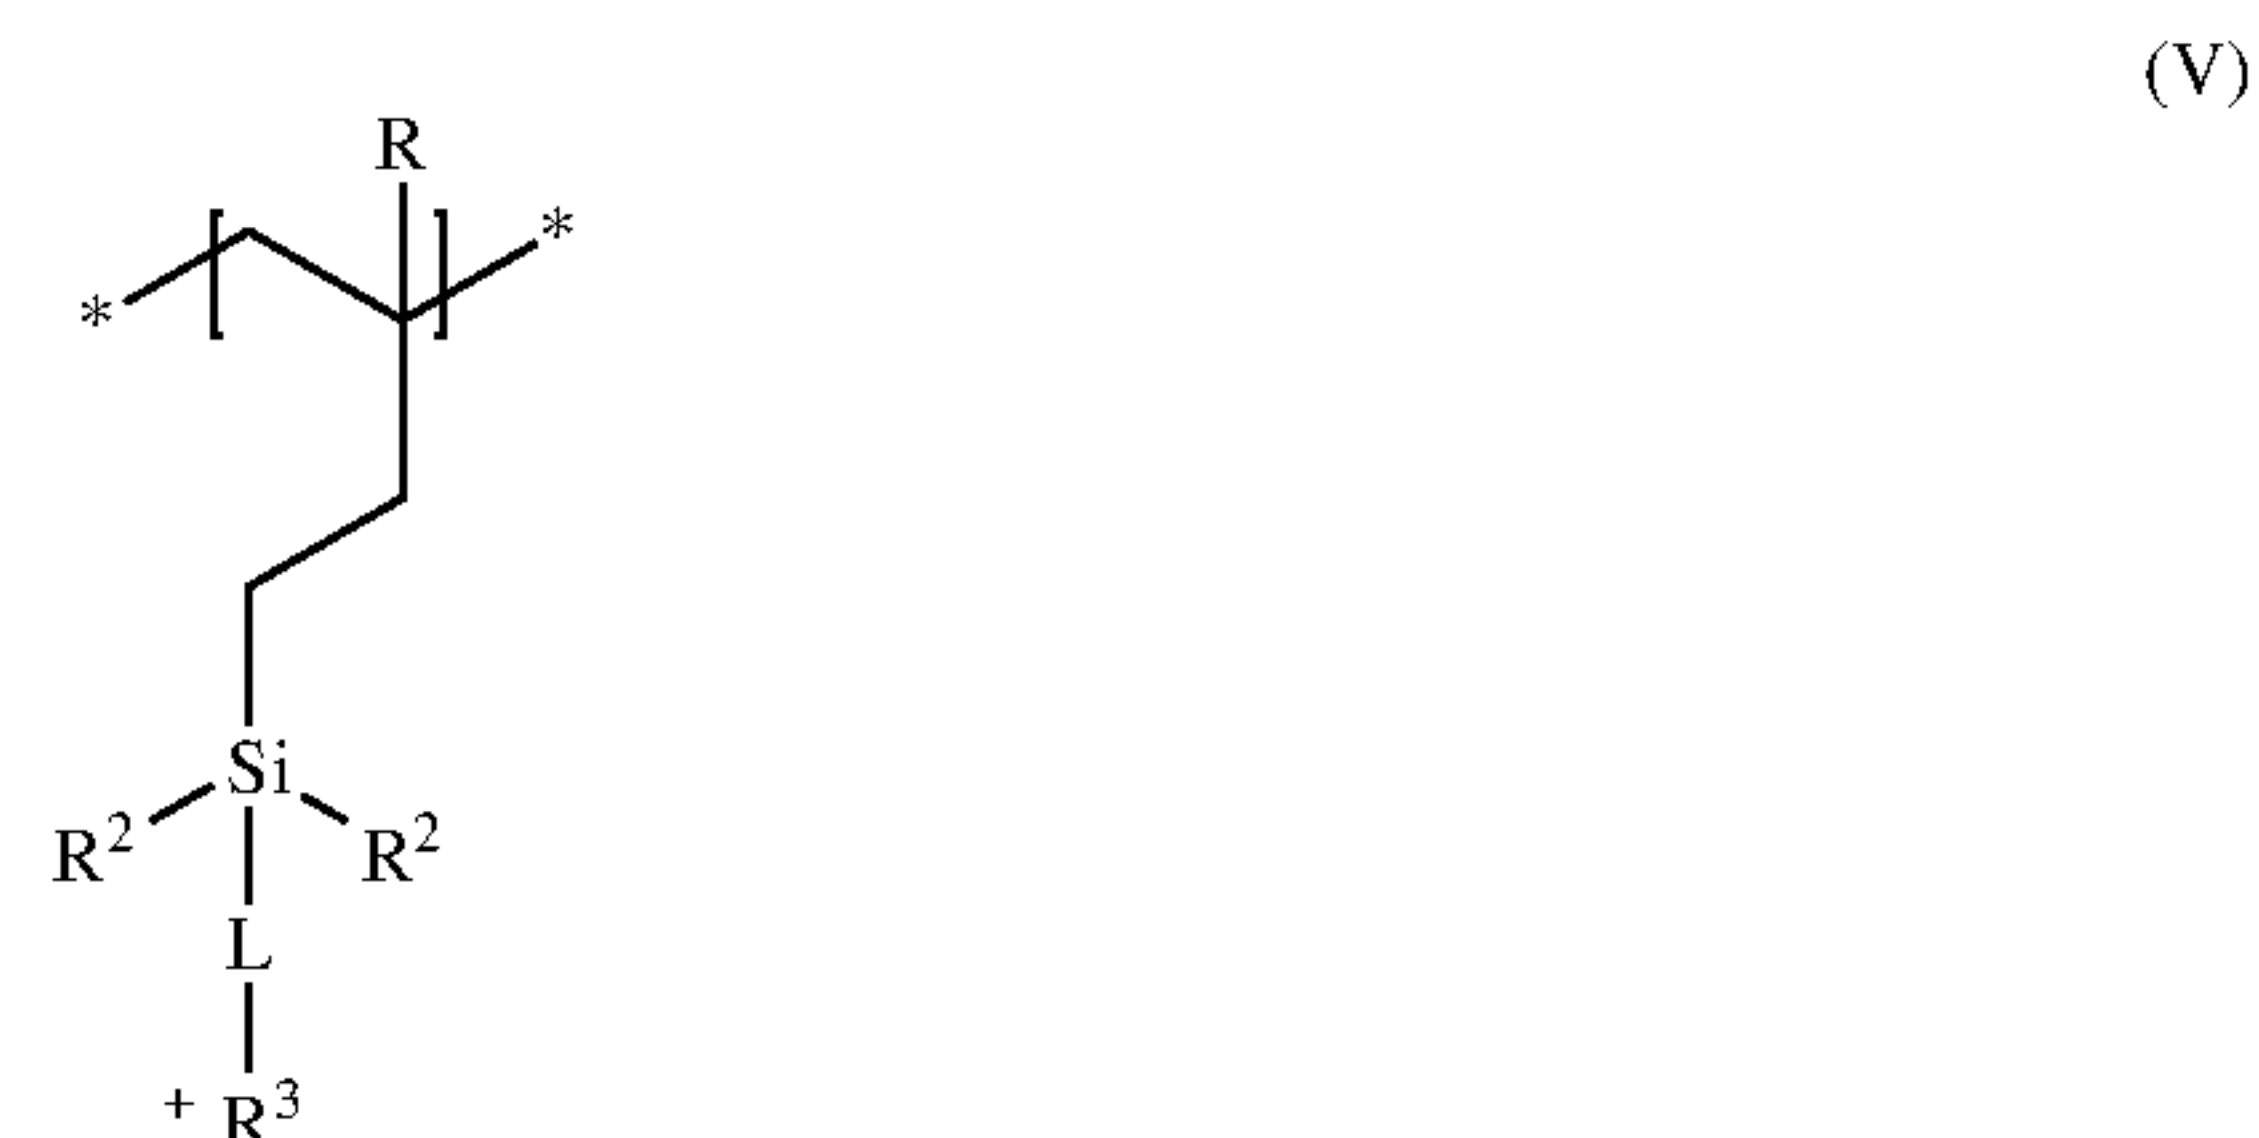 (V)
R
*
*
Si
R² R²
L
+ R³